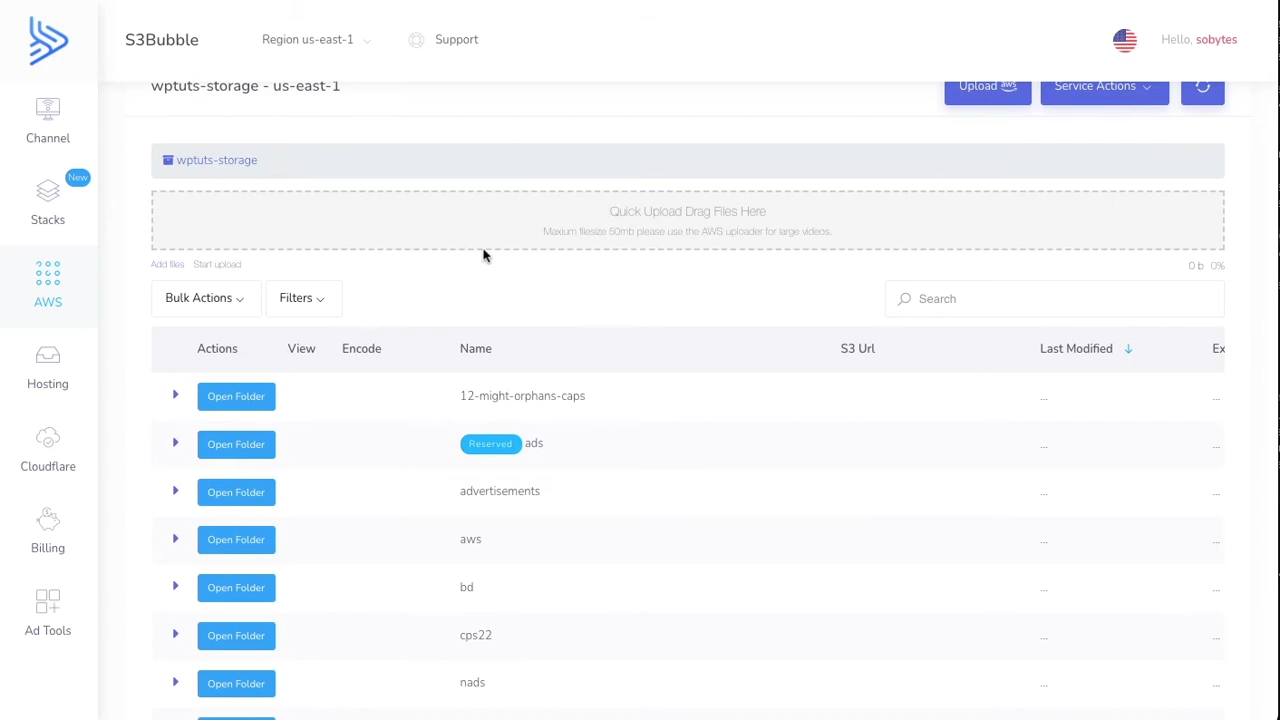 S3Bubble
Region us-east-1
Support
Hello, sobytes
Channel
New
Stacks
AWS
Hosting
Cloudflare
Billing
Ad Tools
wptuts-storage - us-east-1
Upload aws
Service Actions
wptuts-storage
Quick Upload Drag Files Here
Maxium filesize 50mb please use the AWS uploader for large videos.
Add files Start upload
0 b 0%
Bulk Actions
Filters
Search
Actions View Encode Name S3 Url Last Modified Ex
Open Folder 12-might-orphans-caps ... ...
Open Folder Reserved ads ... ...
Open Folder advertisements ... ...
Open Folder aws ... ...
Open Folder bd ... ...
Open Folder cps22 ... ...
Open Folder nads ... ...